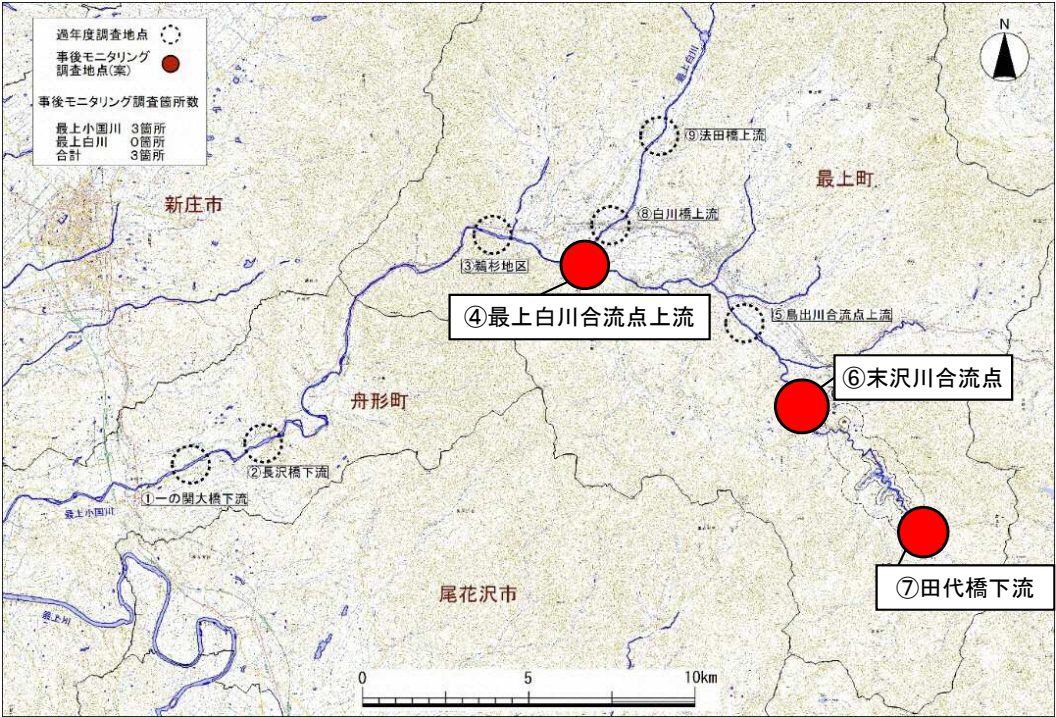 過年度調査地点
事後モニタリング
調査地点(案)
事後モニタリング調査箇所数
最上小国川 3箇所
最上白川 0箇所
合計 3箇所
N
最上白川
⑨法田橋上流
最上町
新庄市
⑧白川橋上流
③鵜杉地区
④最上白川合流点上流
⑤鳥出川合流点上流
⑥末沢川合流点
舟形町
②長沢橋下流
①一の関大橋下流
最上小国川
⑦田代橋下流
尾花沢市
最上川
0 5 10km